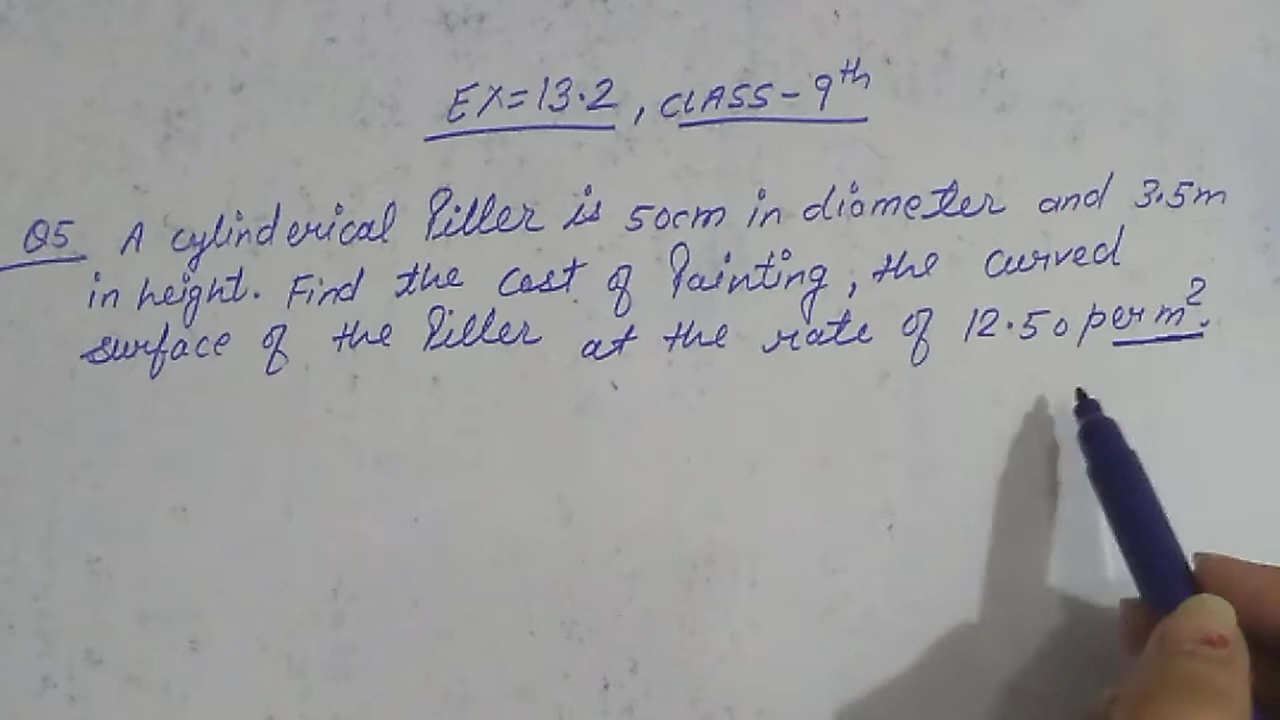 EX=13.2, CLASS-9th
Q5 A cylinderical Piller is 50cm in diameter and 3.5m
in height. Find the cost of Painting, the curved
surface of the Piller at the rate of 12.50 per m².